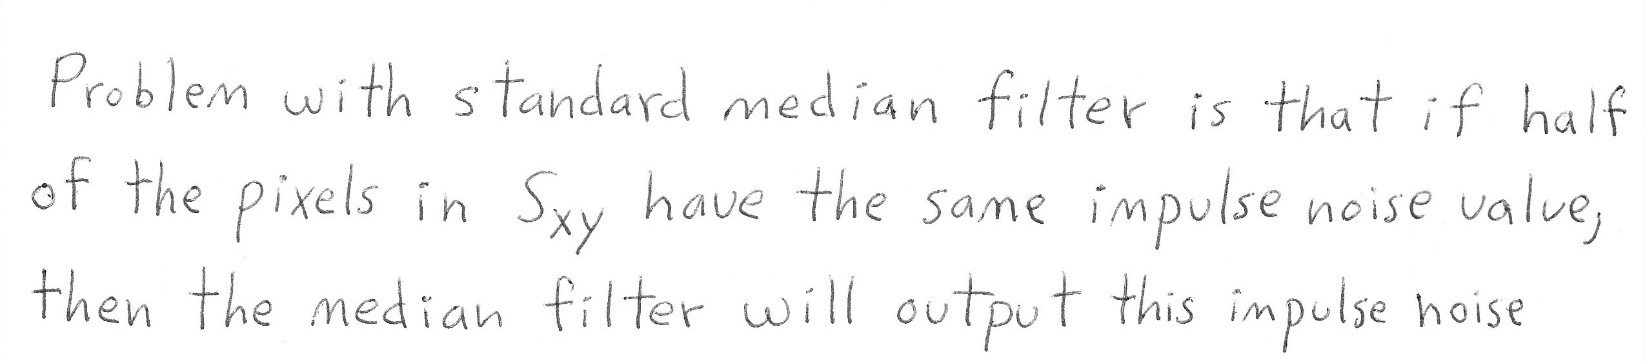 Problem with standard median filter is that if half
of the pixels in Sxy have the same impulse noise value,
then the median filter will output this impulse noise